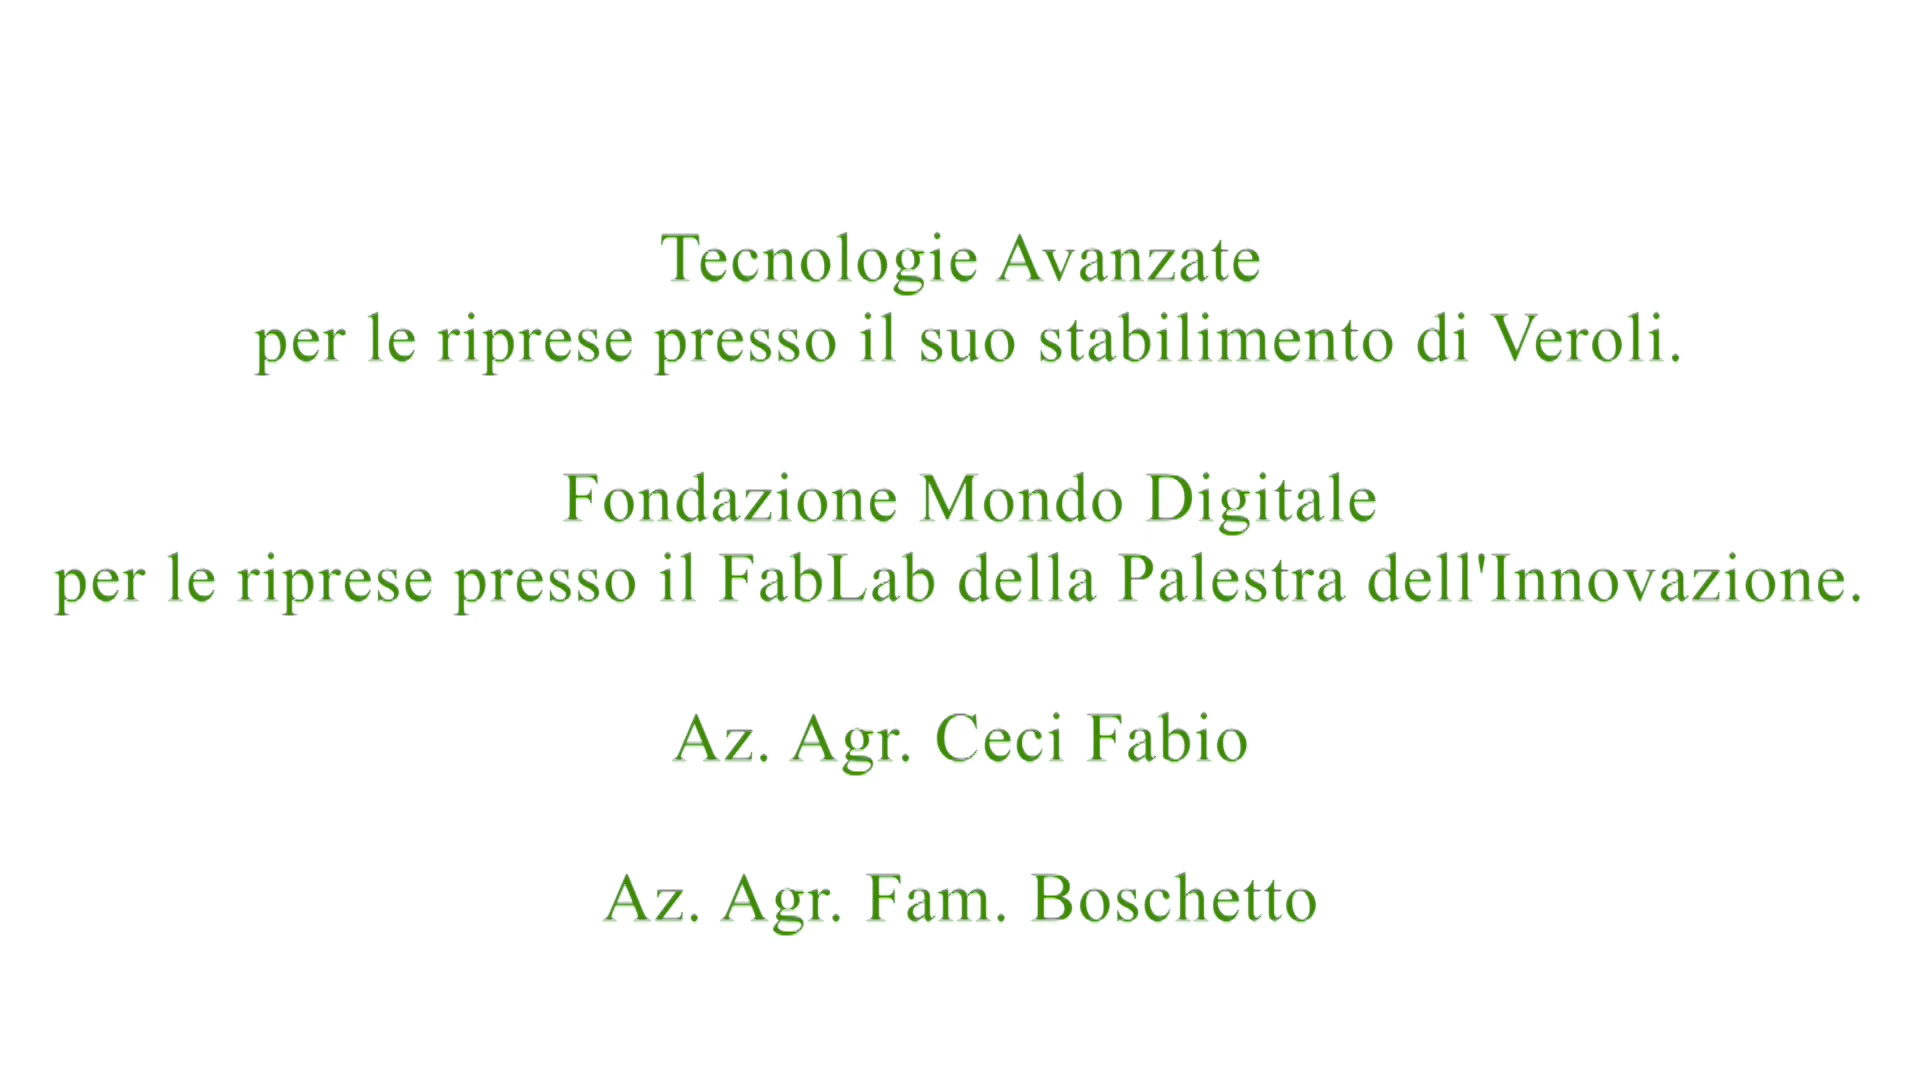 Tecnologie Avanzate
per le riprese presso il suo stabilimento di Veroli.
Fondazione Mondo Digitale
per le riprese presso il FabLab della Palestra dell'Innovazione.
Az. Agr. Ceci Fabio
Az. Agr. Fam. Boschetto